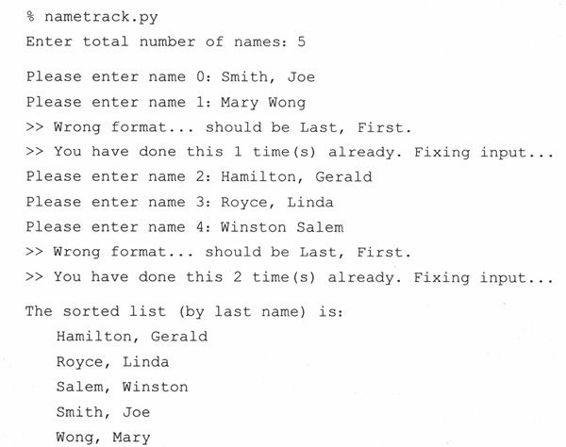 % nametrack.py
Enter total number of names: 5
Please enter name 0: Smith, Joe
Please enter name 1: Mary Wong
>> Wrong format... should be Last, First.
>> You have done this 1 time(s) already. Fixing input...
Please enter name 2: Hamilton, Gerald
Please enter name 3: Royce, Linda
Please enter name 4: Winston Salem
>> Wrong format... should be Last, First.
>> You have done this 2 time(s) already. Fixing input...
The sorted list (by last name) is:
Hamilton, Gerald
Royce, Linda
Salem, Winston
Smith, Joe
Wong, Mary